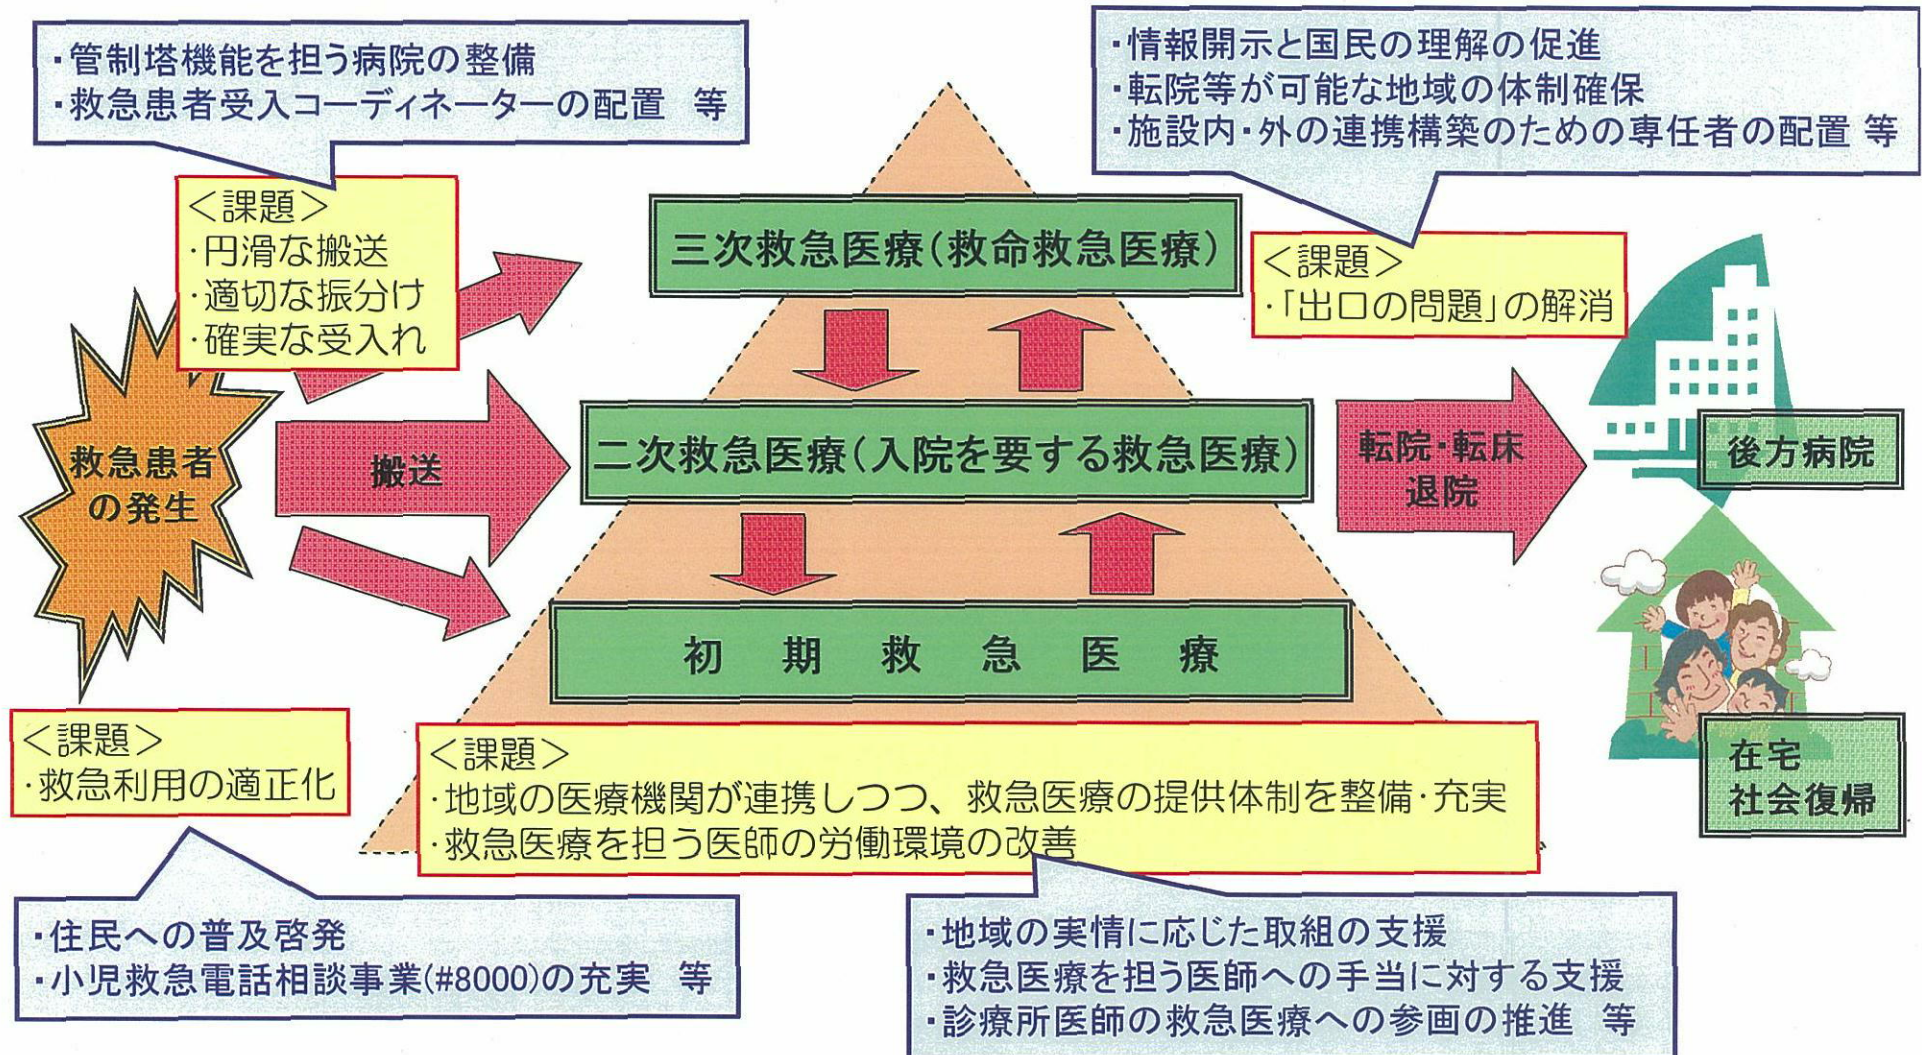 ・管制塔機能を担う病院の整備
・救急患者受入コーディネーターの配置 等
・情報開示と国民の理解の促進
・転院等が可能な地域の体制確保
・施設内・外の連携構築のための専任者の配置 等
＜課題＞
・円滑な搬送
・適切な振分け
・確実な受入れ
三次救急医療(救命救急医療)
＜課題＞
・「出口の問題」の解消
救急患者
の発生
搬送
二次救急医療(入院を要する救急医療)
転院・転床
退院
後方病院
初期救急医療
在宅
社会復帰
＜課題＞
・救急利用の適正化
＜課題＞
・地域の医療機関が連携しつつ、救急医療の提供体制を整備・充実
・救急医療を担う医師の労働環境の改善
・住民への普及啓発
・小児救急電話相談事業(#8000)の充実 等
・地域の実情に応じた取組の支援
・救急医療を担う医師への手当に対する支援
・診療所医師の救急医療への参画の推進 等